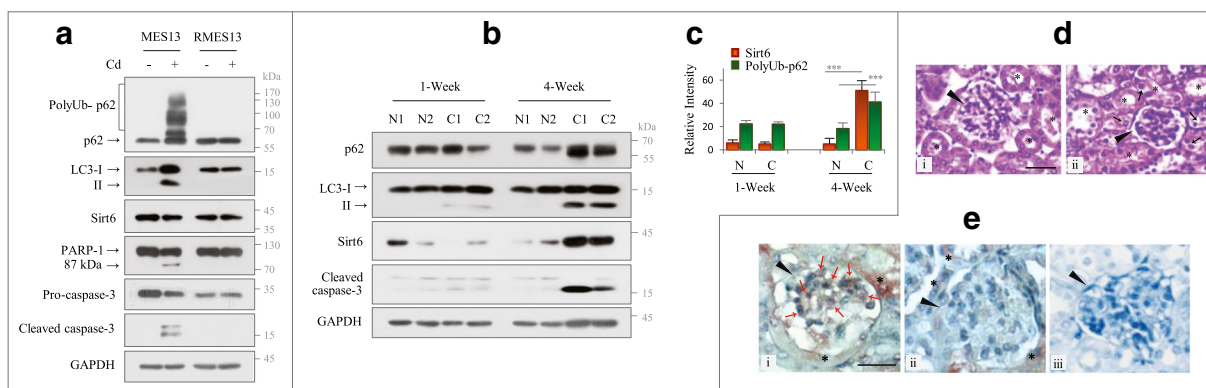 a
MES13 RMES13
Cd - + - +
kDa
PolyUb- p62
170
130
100
70
p62 →
55
LC3-I →
15
II →
Sirt6
45
35
PARP-1 →
130
87 kDa →
70
Pro-caspase-3
35
Cleaved caspase-3
15
GAPDH
45
b
1-Week 4-Week
N1 N2 C1 C2 N1 N2 C1 C2
kDa
p62
70
55
LC3-I →
15
II →
Sirt6
45
Cleaved
caspase-3
15
GAPDH
35
c
Sirt6
PolyUb-p62
Relative Intensity
60
40
20
0
***
***
N C N C
1-Week 4-Week
d
* * * * *
i
* * * * *
ii
e
* *
i
* * *
ii
iii